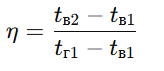 η = (tв2 − tв1) / (tг1 − tв1)